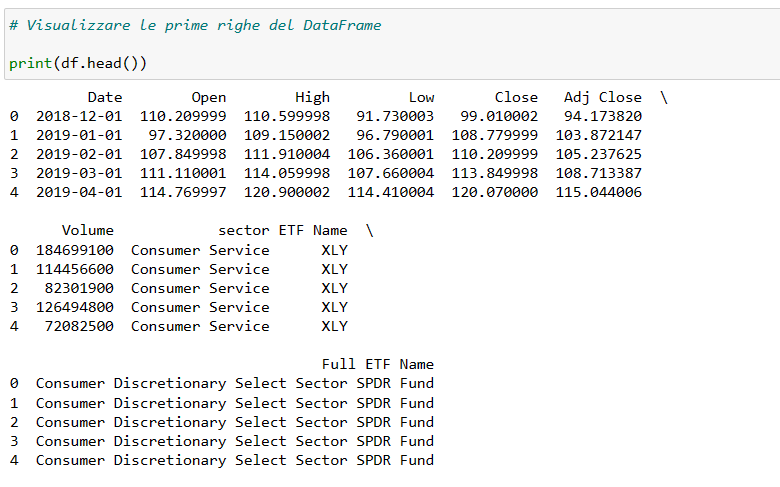 # Visualizzare le prime righe del DataFrame
print(df.head())
Date Open High Low Close Adj Close \
0 2018-12-01 110.209999 110.599998 91.730003 99.010002 94.173820
1 2019-01-01 97.320000 109.150002 96.790001 108.779999 103.872147
2 2019-02-01 107.849998 111.910004 106.360001 110.209999 105.237625
3 2019-03-01 111.110001 114.059998 107.660004 113.849998 108.713387
4 2019-04-01 114.769997 120.900002 114.410004 120.070000 115.044006
Volume sector ETF Name \
0 184699100 Consumer Service XLY
1 114456600 Consumer Service XLY
2 82301900 Consumer Service XLY
3 126494800 Consumer Service XLY
4 72082500 Consumer Service XLY
Full ETF Name
0 Consumer Discretionary Select Sector SPDR Fund
1 Consumer Discretionary Select Sector SPDR Fund
2 Consumer Discretionary Select Sector SPDR Fund
3 Consumer Discretionary Select Sector SPDR Fund
4 Consumer Discretionary Select Sector SPDR Fund